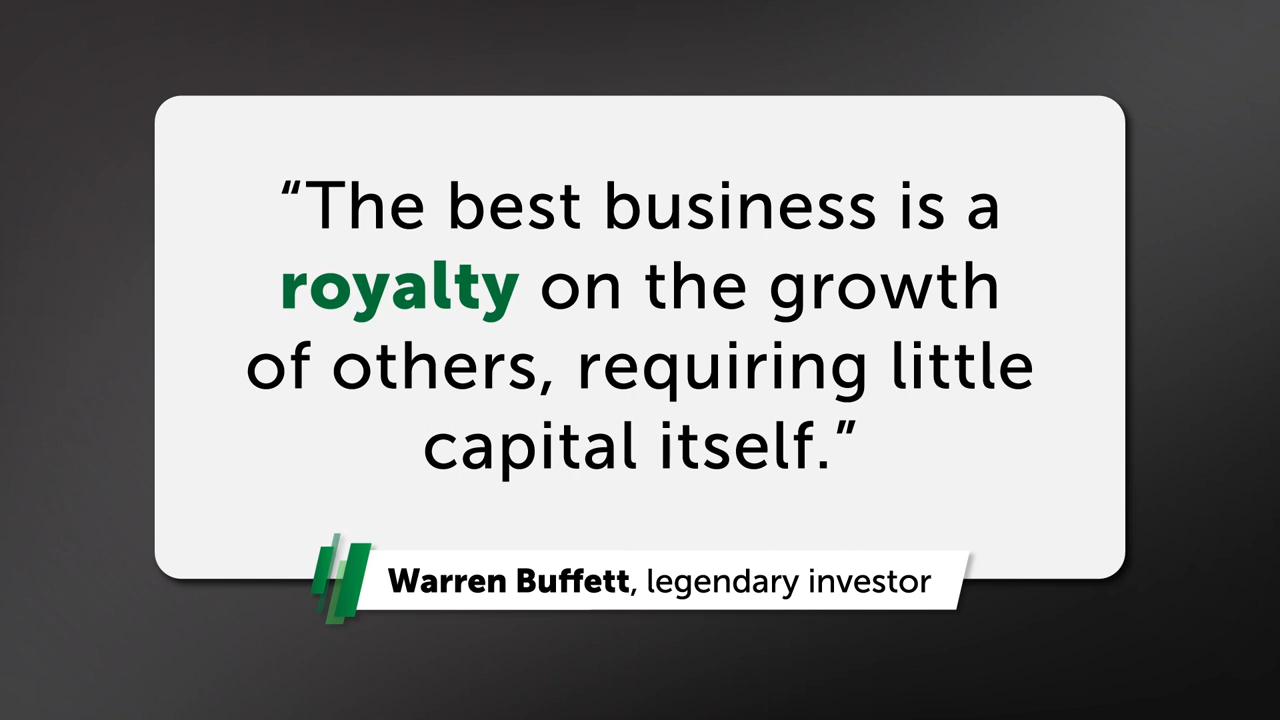 “The best business is a
royalty on the growth
of others, requiring little
capital itself.”
Warren Buffett, legendary investor